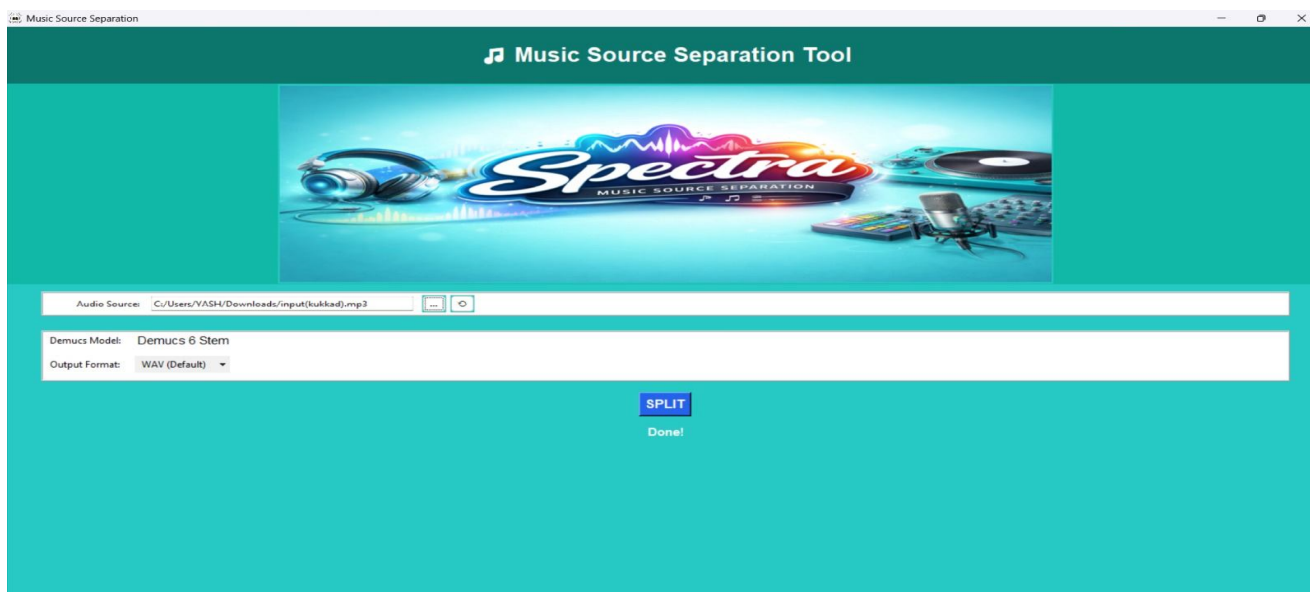 Music Source Separation
Music Source Separation Tool
Spectra
MUSIC SOURCE SEPARATION
Audio Source: C:/Users/YASH/Downloads/input(kukkad).mp3 ...
Demucs Model: Demucs 6 Stem
Output Format: WAV (Default)
SPLIT
Done!